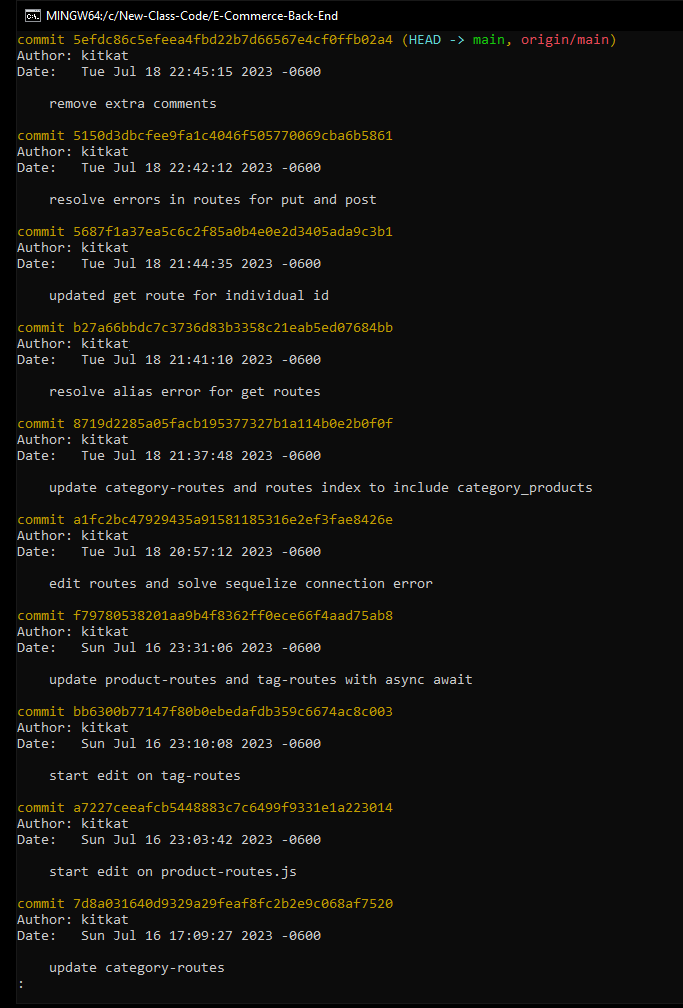 MINGW64:/c/New-Class-Code/E-Commerce-Back-End
commit 5efdc86c5efeea4fbd22b7d66567e4cf0ffb02a4 (HEAD -> main, origin/main)
Author: kitkat
Date:   Tue Jul 18 22:45:15 2023 -0600
remove extra comments
commit 5150d3dbcfee9fa1c4046f505770069cba6b5861
Author: kitkat
Date:   Tue Jul 18 22:42:12 2023 -0600
resolve errors in routes for put and post
commit 5687f1a37ea5c6c2f85a0b4e0e2d3405ada9c3b1
Author: kitkat
Date:   Tue Jul 18 21:44:35 2023 -0600
updated get route for individual id
commit b27a66bbdc7c3736d83b3358c21eab5ed07684bb
Author: kitkat
Date:   Tue Jul 18 21:41:10 2023 -0600
resolve alias error for get routes
commit 8719d2285a05facb195377327b1a114b0e2b0f0f
Author: kitkat
Date:   Tue Jul 18 21:37:48 2023 -0600
update category-routes and routes index to include category_products
commit a1fc2bc47929435a91581185316e2ef3fae8426e
Author: kitkat
Date:   Tue Jul 18 20:57:12 2023 -0600
edit routes and solve sequelize connection error
commit f79780538201aa9b4f8362ff0ece66f4aad75ab8
Author: kitkat
Date:   Sun Jul 16 23:31:06 2023 -0600
update product-routes and tag-routes with async await
commit bb6300b77147f80b0ebedafdb359c6674ac8c003
Author: kitkat
Date:   Sun Jul 16 23:10:08 2023 -0600
start edit on tag-routes
commit a7227ceeafcb5448883c7c6499f9331e1a223014
Author: kitkat
Date:   Sun Jul 16 23:03:42 2023 -0600
start edit on product-routes.js
commit 7d8a031640d9329a29feaf8fc2b2e9c068af7520
Author: kitkat
Date:   Sun Jul 16 17:09:27 2023 -0600
update category-routes
: